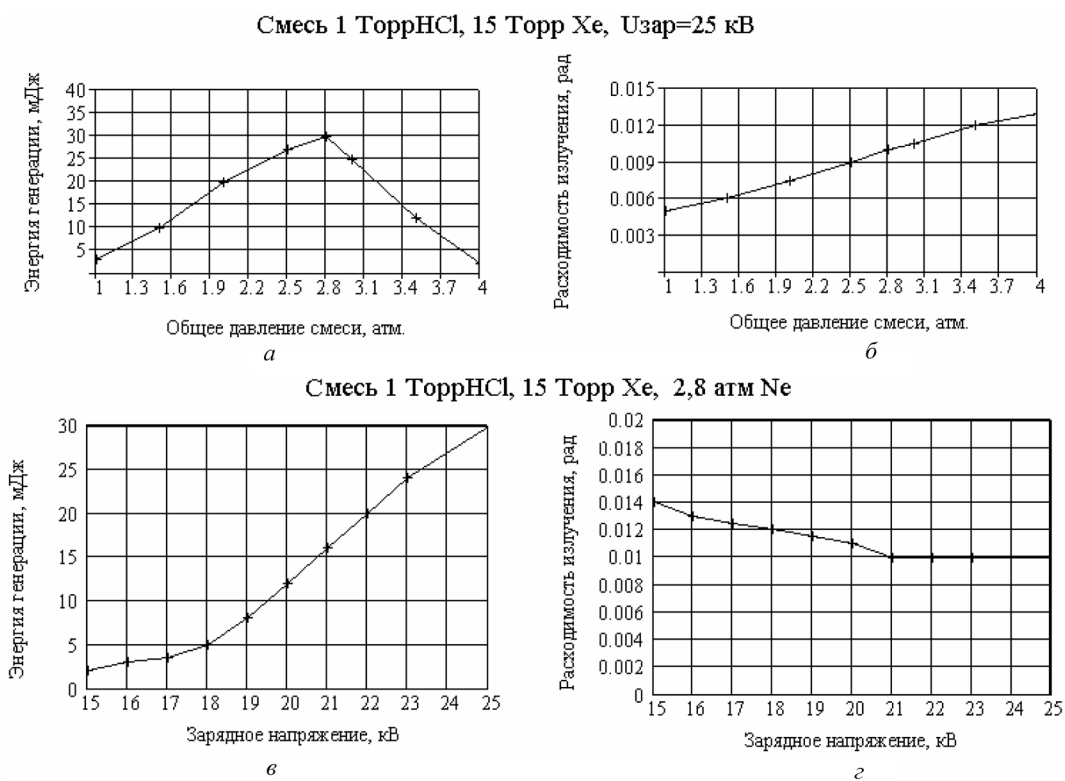 Смесь 1 ТоррHCl, 15 Торр Xe, Uзар=25 кВ
Энергия генерации, мДж
40
35
30
25
20
15
10
5
1 1.3 1.6 1.9 2.2 2.5 2.8 3.1 3.4 3.7 4
Общее давление смеси, атм.
а
Расходимость излучения, рад
0.015
0.012
0.009
0.006
0.003
1 1.3 1.6 1.9 2.2 2.5 2.8 3.1 3.4 3.7 4
Общее давление смеси, атм.
б
Смесь 1 ТоррHCl, 15 Торр Xe, 2,8 атм Ne
Энергия генерации, мДж
30
25
20
15
10
5
0
15 16 17 18 19 20 21 22 23 24 25
Зарядное напряжение, кВ
в
Расходимость излучения, рад
0.02
0.018
0.016
0.014
0.012
0.01
0.008
0.006
0.004
0.002
0
15 16 17 18 19 20 21 22 23 24 25
Зарядное напряжение, кВ
г